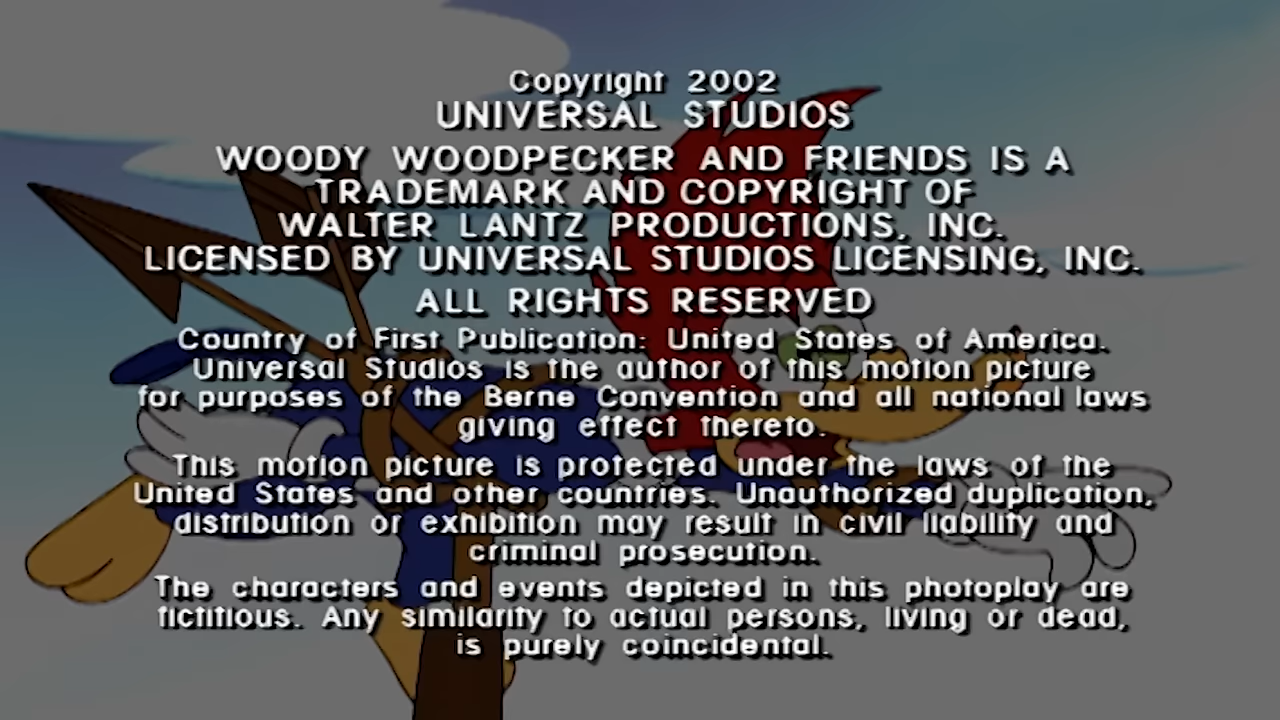 Copyright 2002
UNIVERSAL STUDIOS
WOODY WOODPECKER AND FRIENDS IS A
TRADEMARK AND COPYRIGHT OF
WALTER LANTZ PRODUCTIONS, INC.
LICENSED BY UNIVERSAL STUDIOS LICENSING, INC.
ALL RIGHTS RESERVED
Country of First Publication: United States of America.
Universal Studios is the author of this motion picture
for purposes of the Berne Convention and all national laws
giving effect thereto.
This motion picture is protected under the laws of the
United States and other countries. Unauthorized duplication,
distribution or exhibition may result in civil liability and
criminal prosecution.
The characters and events depicted in this photoplay are
fictitious. Any similarity to actual persons, living or dead,
is purely coincidental.